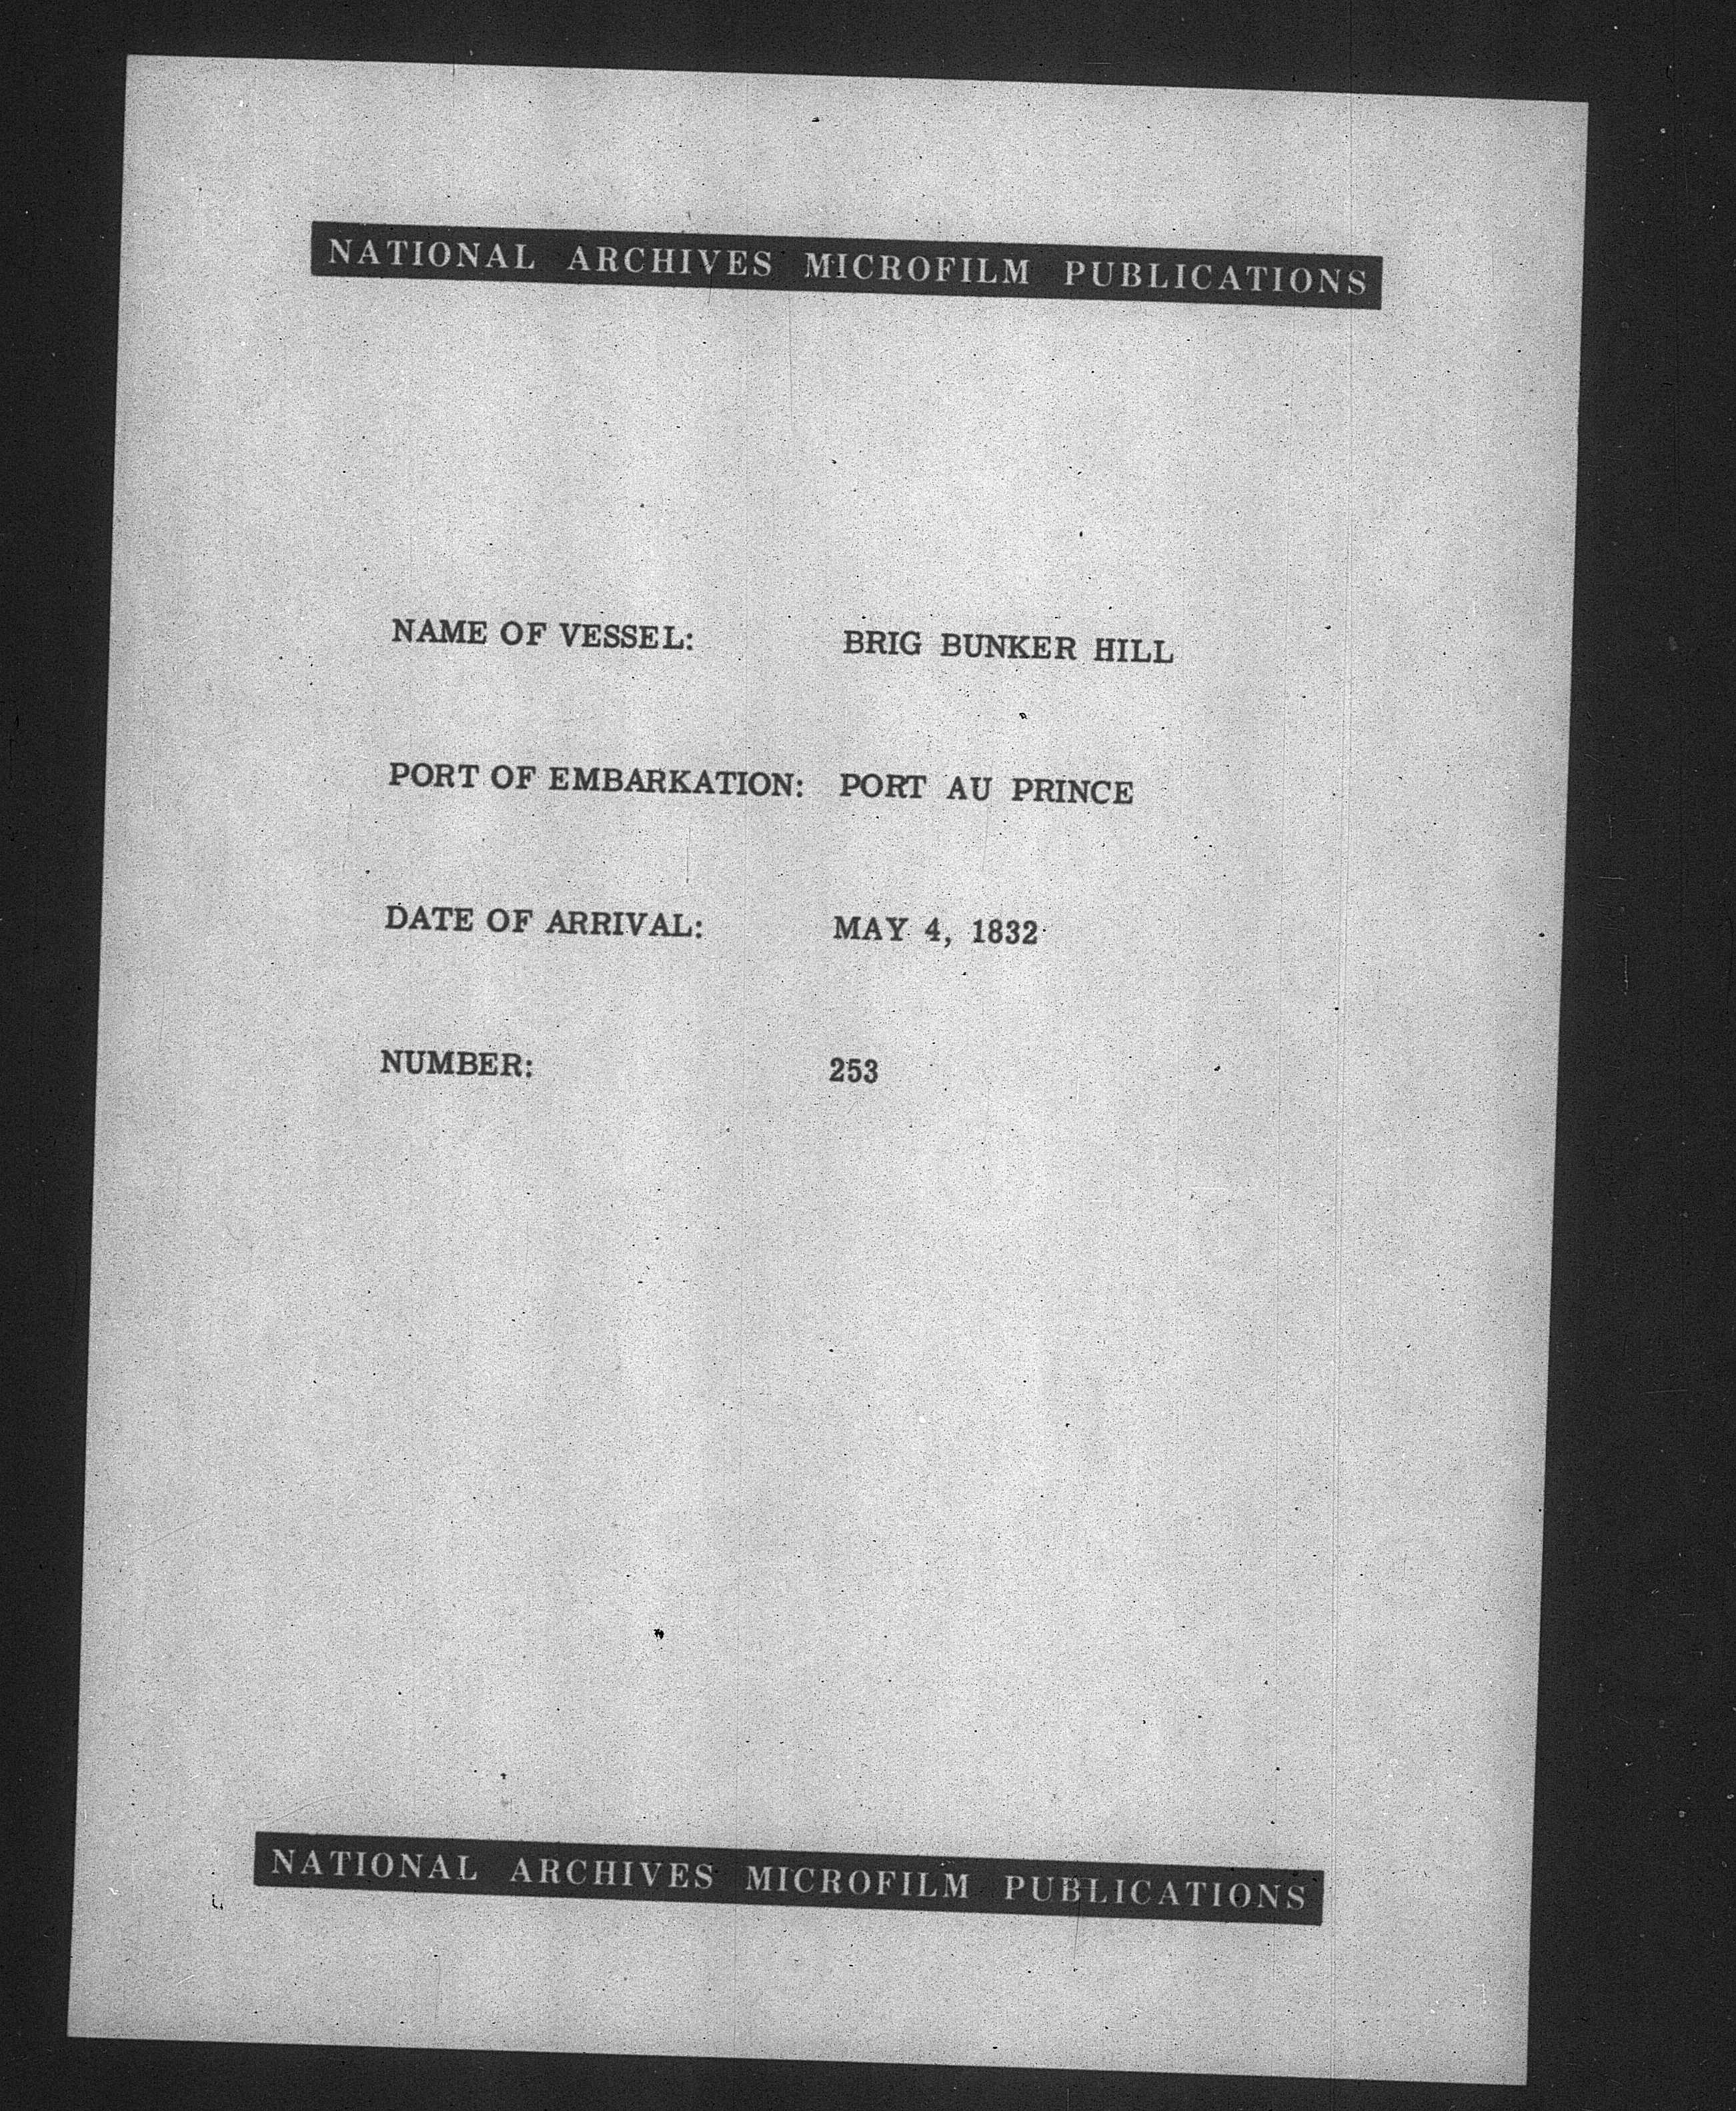 NATIONAL ARCHIVES MICROFILM PUBLICATIONS
NAME OF VESSEL: BRIG BUNKER HILL
PORT OF EMBARKATION: PORT AU PRINCE
DATE OF ARRIVAL: MAY 4, 1832
NUMBER: 253
NATIONAL ARCHIVES MICROFILM PUBLICATIONS